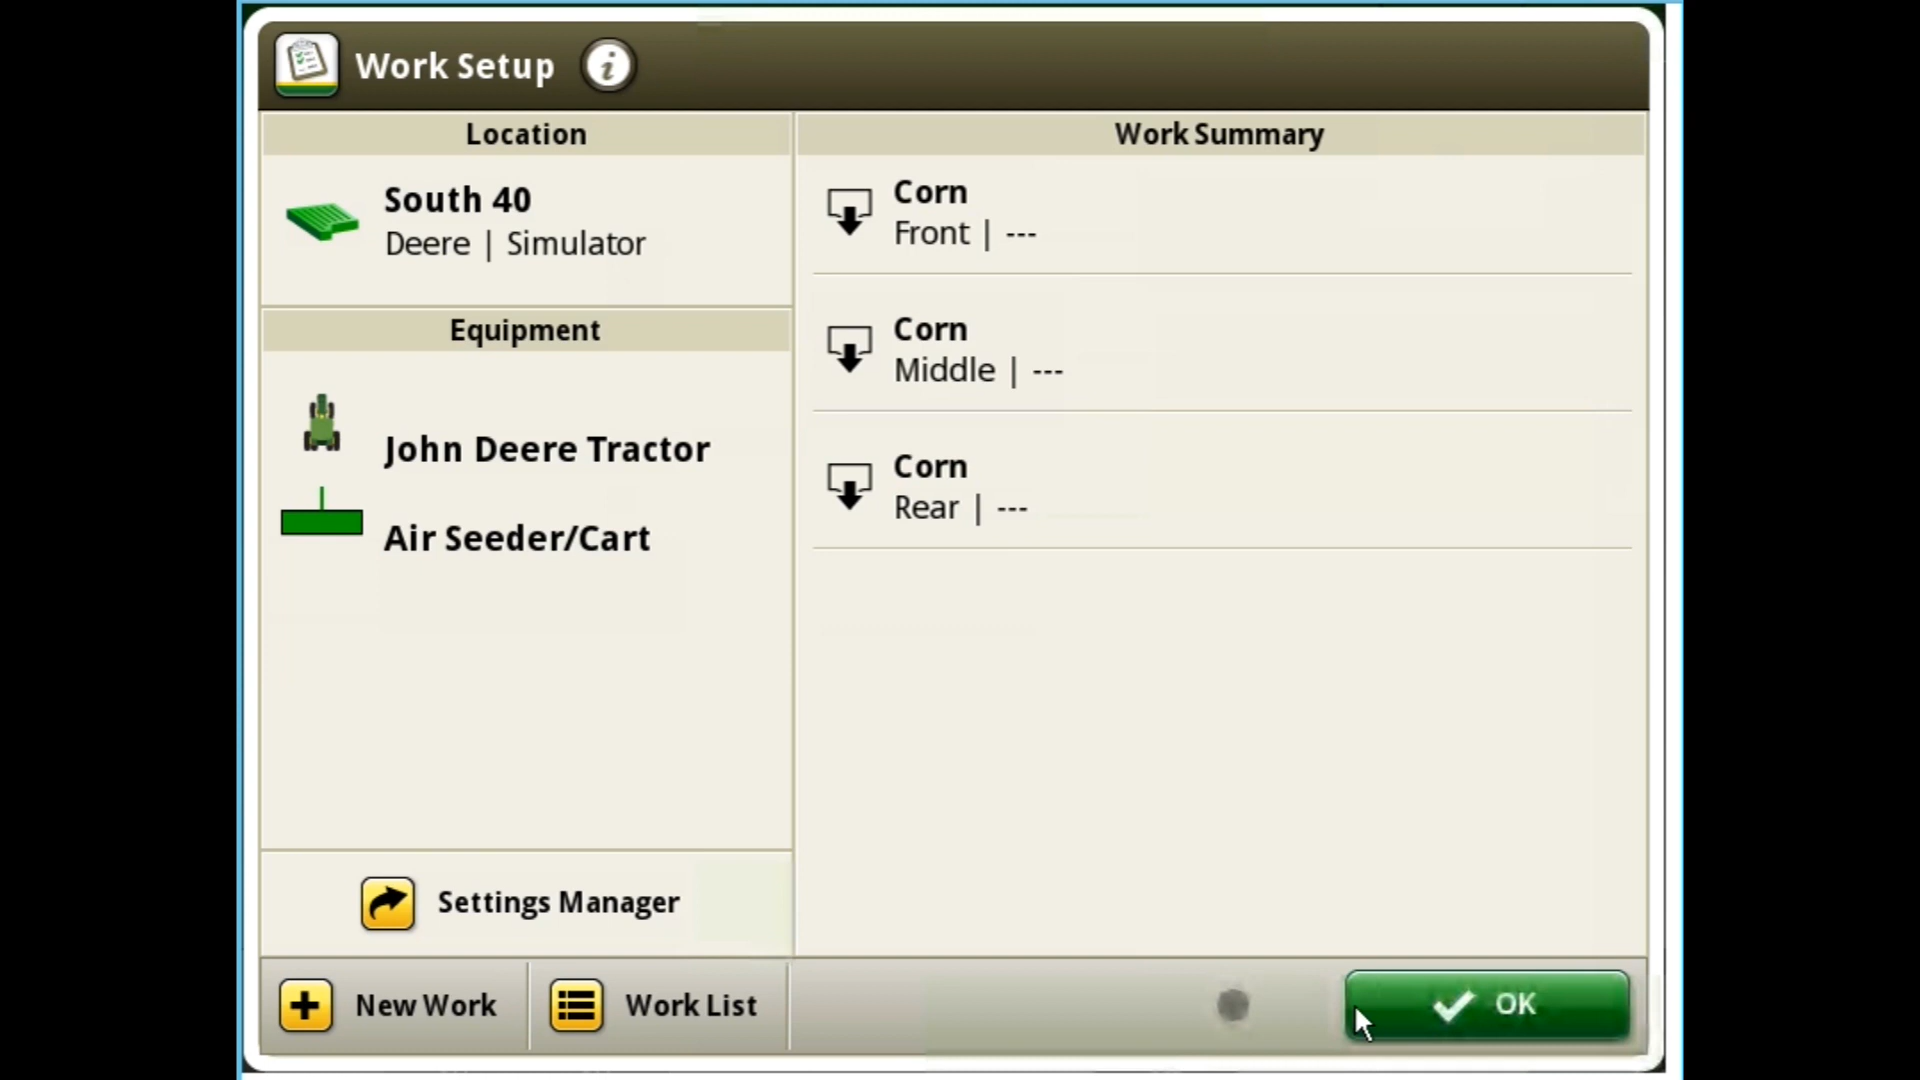 Work Setup
Location
South 40
Deere | Simulator
Equipment
John Deere Tractor
Air Seeder/Cart
Settings Manager
Work Summary
Corn
Front | ---
Corn
Middle | ---
Corn
Rear | ---
New Work
Work List
OK